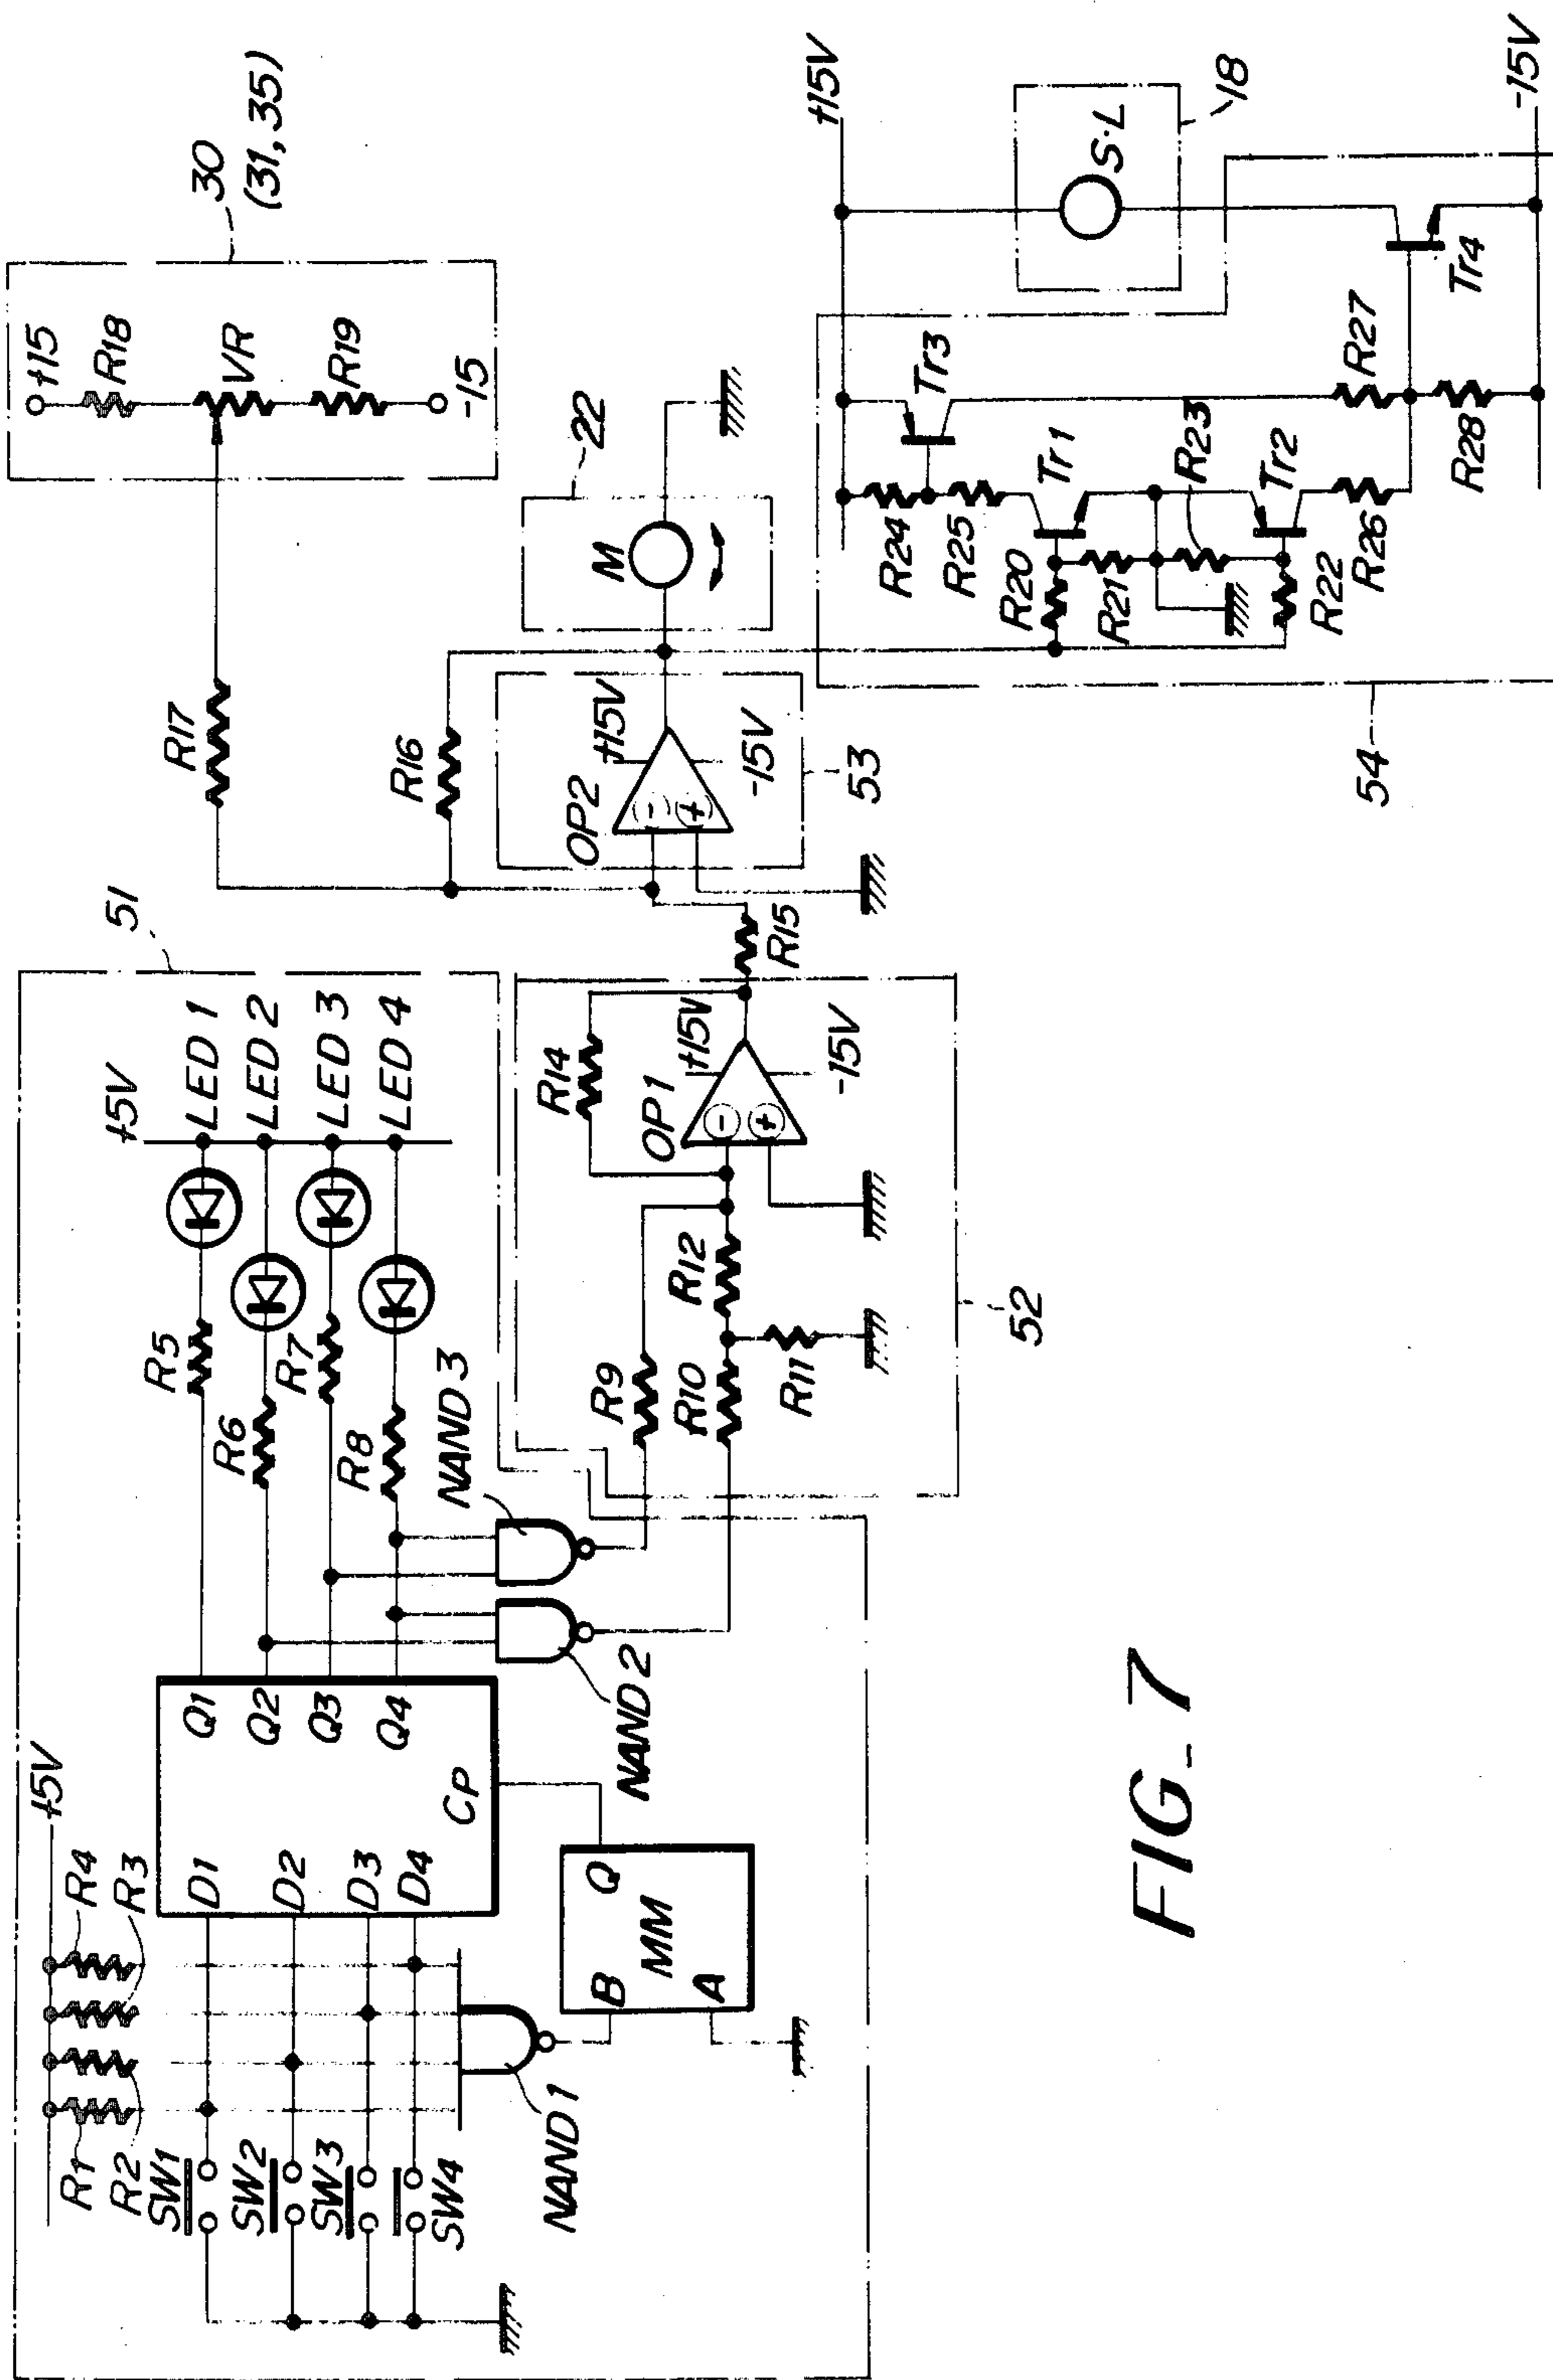 +5V
R1
R2
R4
R3
SW1
SW2
SW3
SW4
D1
D2
D3
D4
Q1
Q2
Q3
Q4
CP
NAND 1
B
A
MM
Q
NAND 2
NAND 3
R5
R6
R7
R8
+5V
LED 1
LED 2
LED 3
LED 4
51
R9
R10
R11
R12
R14
OP1
-
+
+15V
-15V
52
R15
R16
R17
OP2
-
+
+15V
-15V
53
M
22
+15
R18
VR
R19
-15
30
(31, 35)
+15V
R24
R25
R20
R21
R22
R23
R26
Tr1
Tr2
Tr3
R27
R28
Tr4
S·L
18
-15V
54
FIG_7